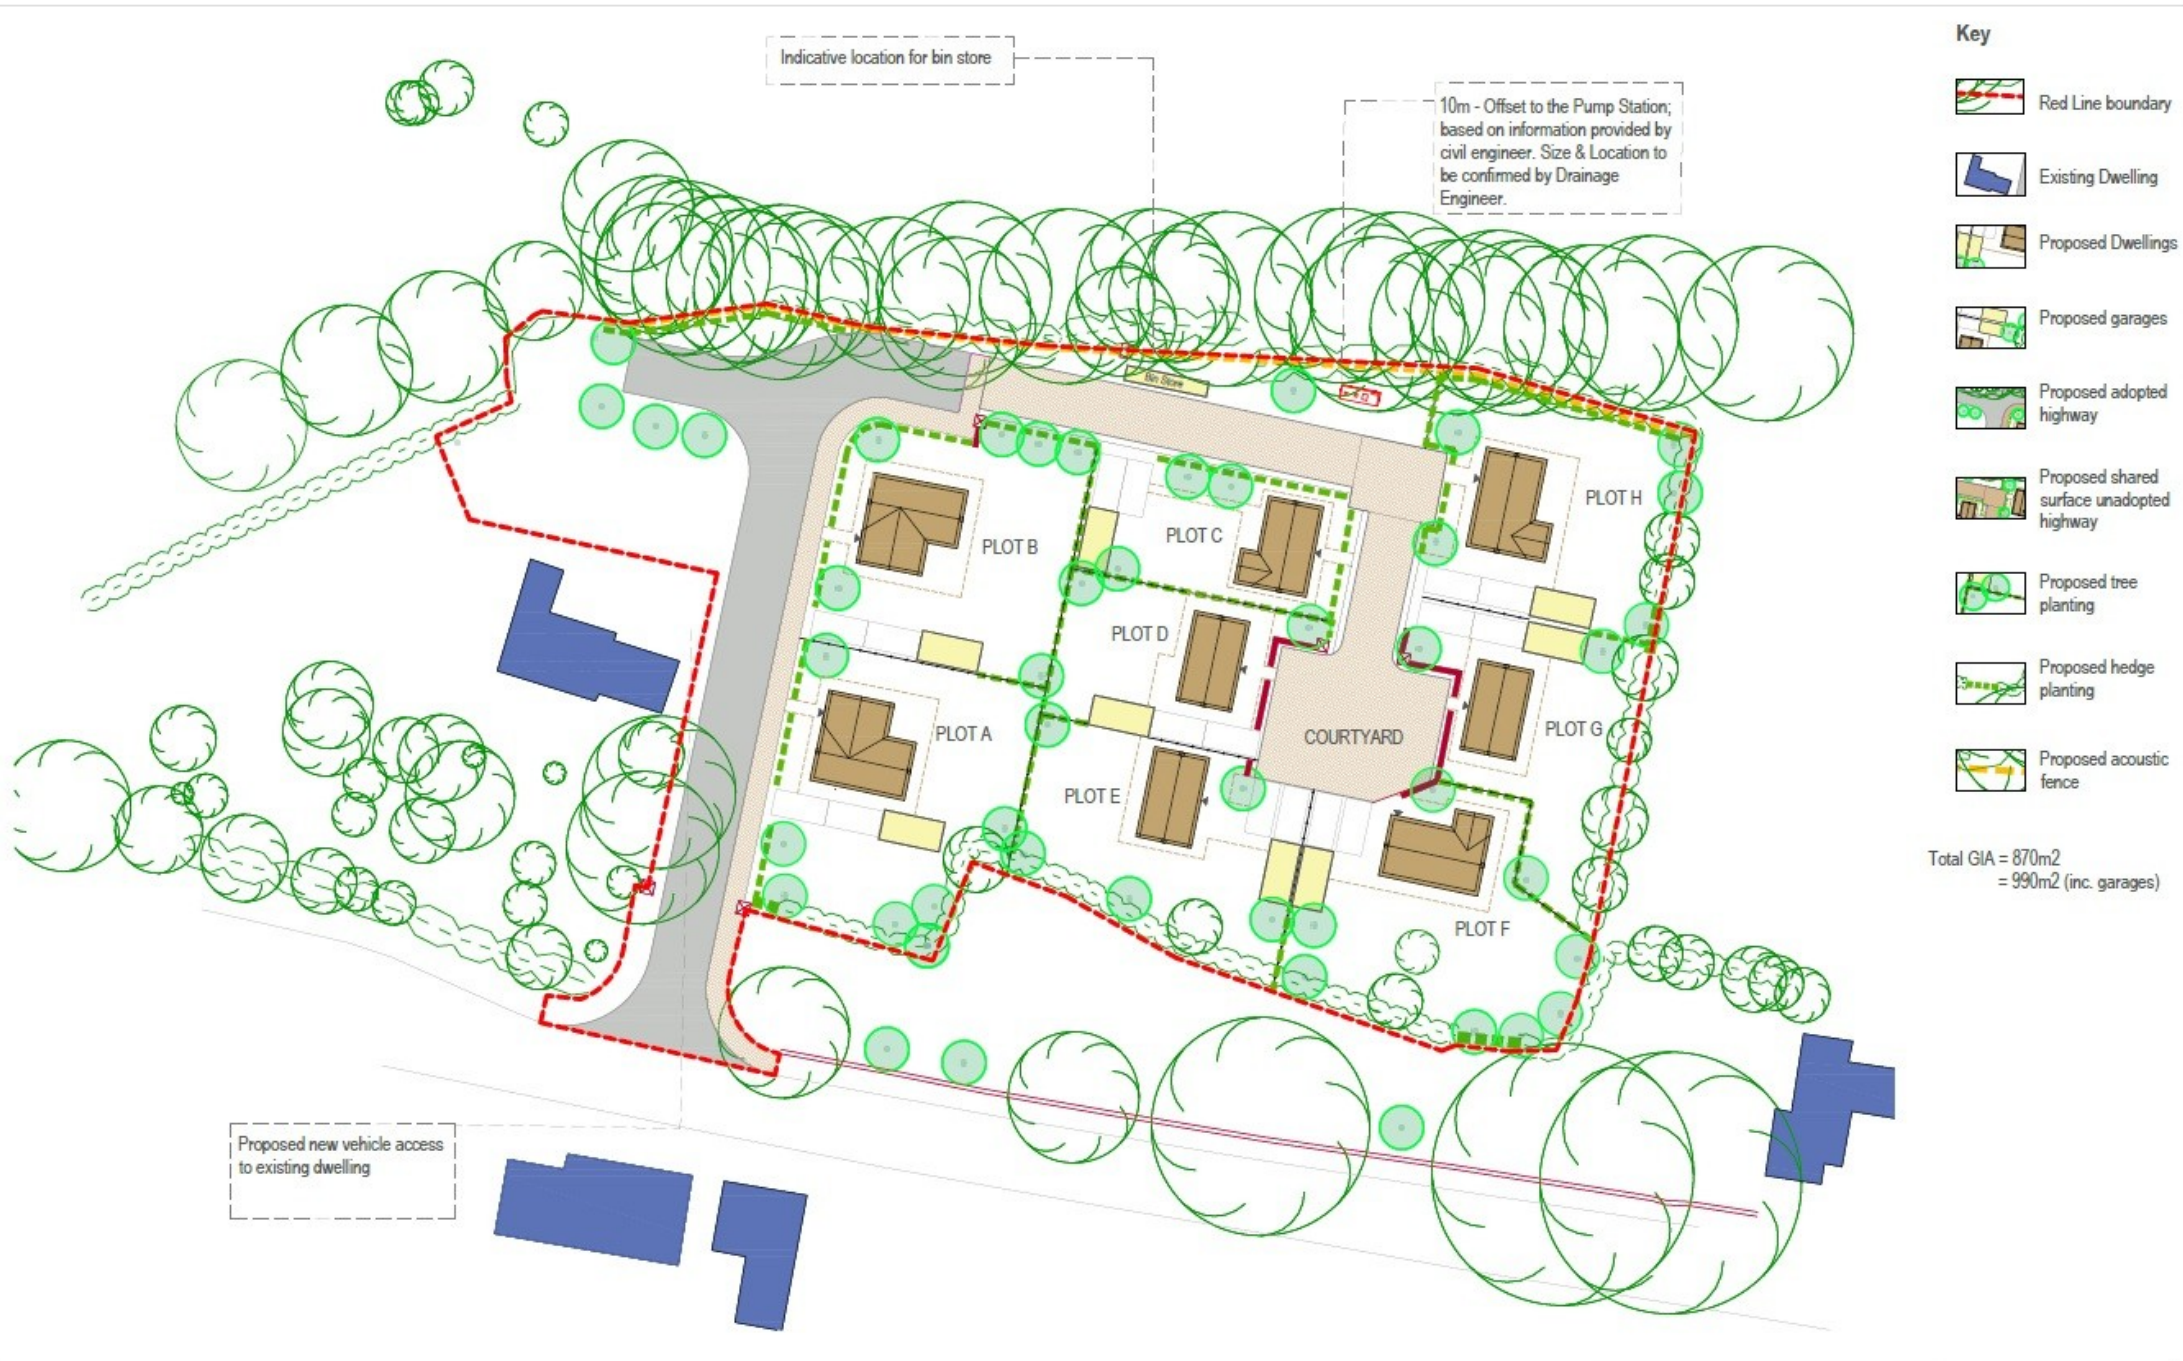 Indicative location for bin store
10m - Offset to the Pump Station;
based on information provided by
civil engineer. Size & Location to
be confirmed by Drainage
Engineer.
Bin Store
PLOT H
PLOT B
PLOT C
PLOT D
PLOT A
PLOT G
COURTYARD
PLOT E
PLOT F
Proposed new vehicle access
to existing dwelling
Key
Red Line boundary
Existing Dwelling
Proposed Dwellings
Proposed garages
Proposed adopted
highway
Proposed shared
surface unadopted
highway
Proposed tree
planting
Proposed hedge
planting
Proposed acoustic
fence
Total GIA = 870m2
= 990m2 (inc. garages)